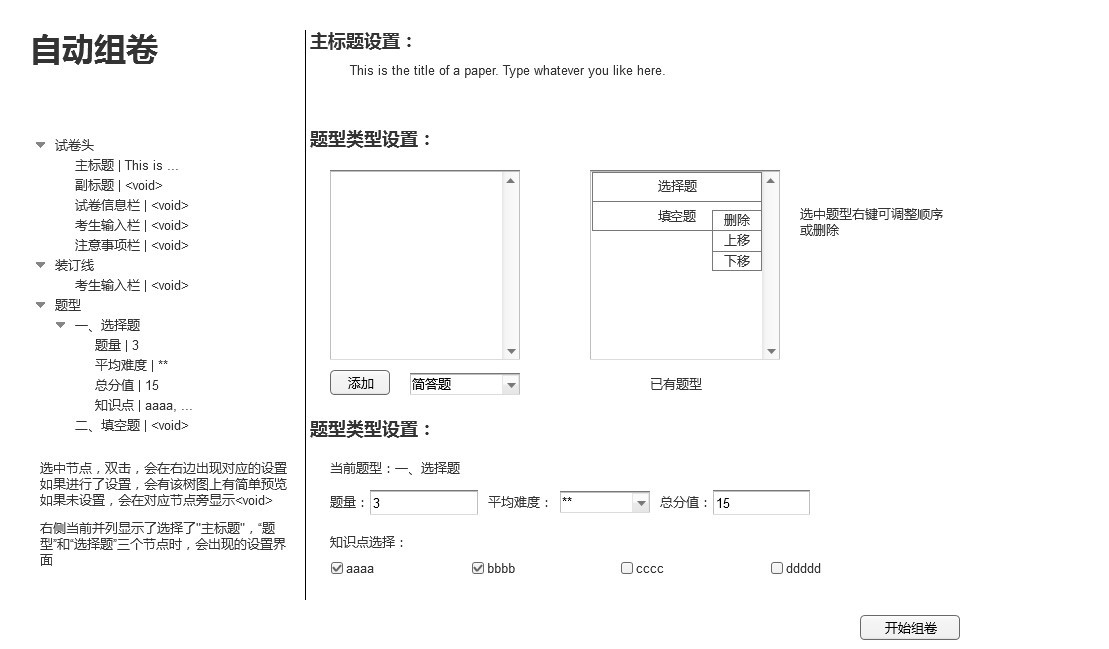 自动组卷
试卷头
主标题 | This is ...
副标题 | <void>
试卷信息栏 | <void>
考生输入栏 | <void>
注意事项栏 | <void>
装订线
考生输入栏 | <void>
题型
一、选择题
题量 | 3
平均难度 | **
总分值 | 15
知识点 | aaaa, ...
二、填空题 | <void>
选中节点，双击，会在右边出现对应的设置
如果进行了设置，会有该树图上有简单预览
如果未设置，会在对应节点旁显示<void>
右侧当前并列显示了选择了"主标题"，“题
型”和“选择题”三个节点时，会出现的设置界
面
主标题设置：
This is the title of a paper. Type whatever you like here.
题型类型设置：
选择题
填空题
删除
上移
下移
选中题型右键可调整顺序
或删除
添加
简答题
已有题型
题型类型设置：
当前题型：一、选择题
题量：3 平均难度： ** 总分值：15
知识点选择：
aaaa bbbb cccc ddddd
开始组卷